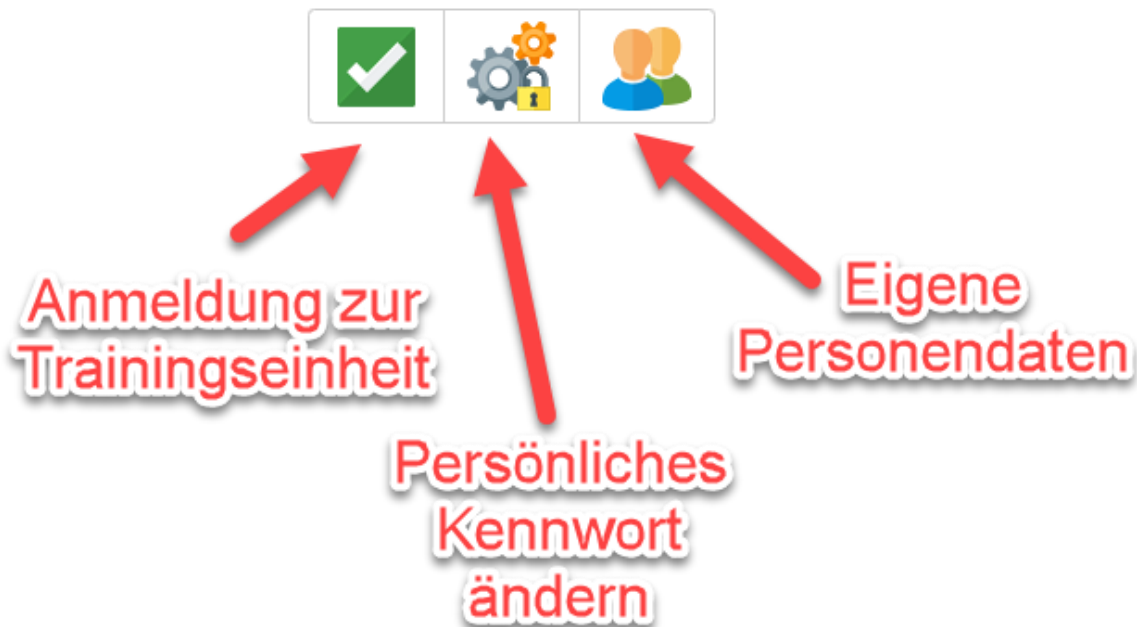 Anmeldung zur
Trainingseinheit
Persönliches
Kennwort
ändern
Eigene
Personendaten